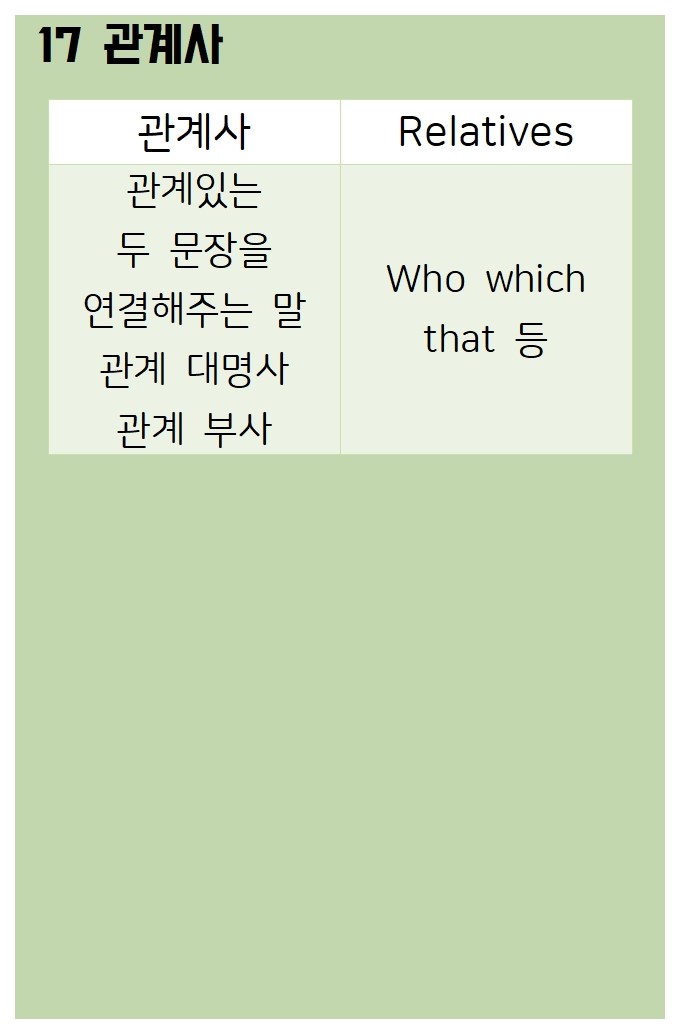 17 관계사
관계사
Relatives
관계있는
두 문장을
연결해주는 말
관계 대명사
관계 부사
Who which
that 등